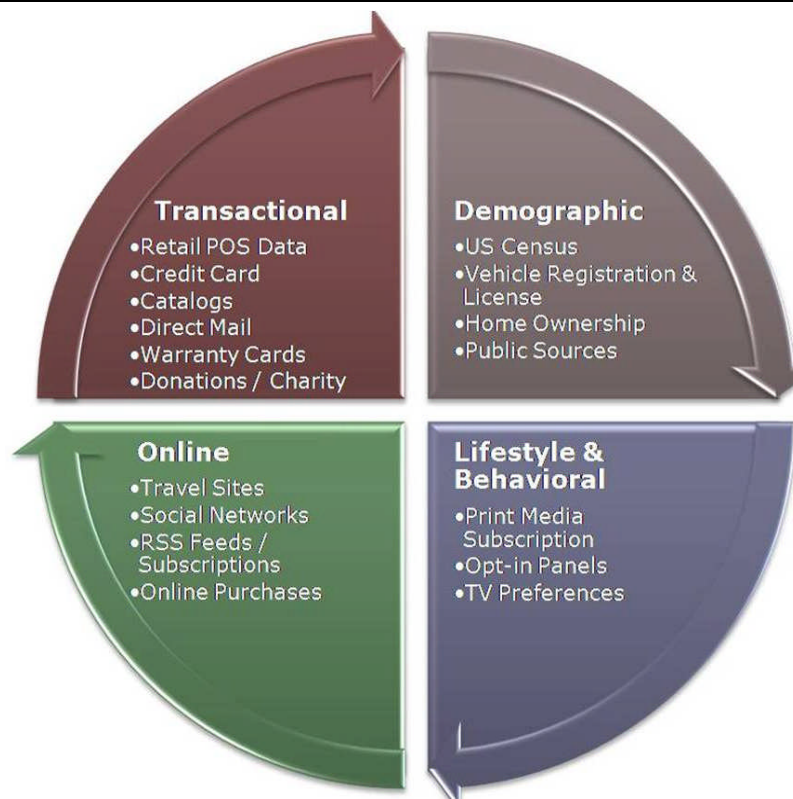 Transactional
•Retail POS Data
•Credit Card
•Catalogs
•Direct Mail
•Warranty Cards
•Donations / Charity
Demographic
•US Census
•Vehicle Registration &
License
•Home Ownership
•Public Sources
Online
•Travel Sites
•Social Networks
•RSS Feeds /
Subscriptions
•Online Purchases
Lifestyle &
Behavioral
•Print Media
Subscription
•Opt-in Panels
•TV Preferences